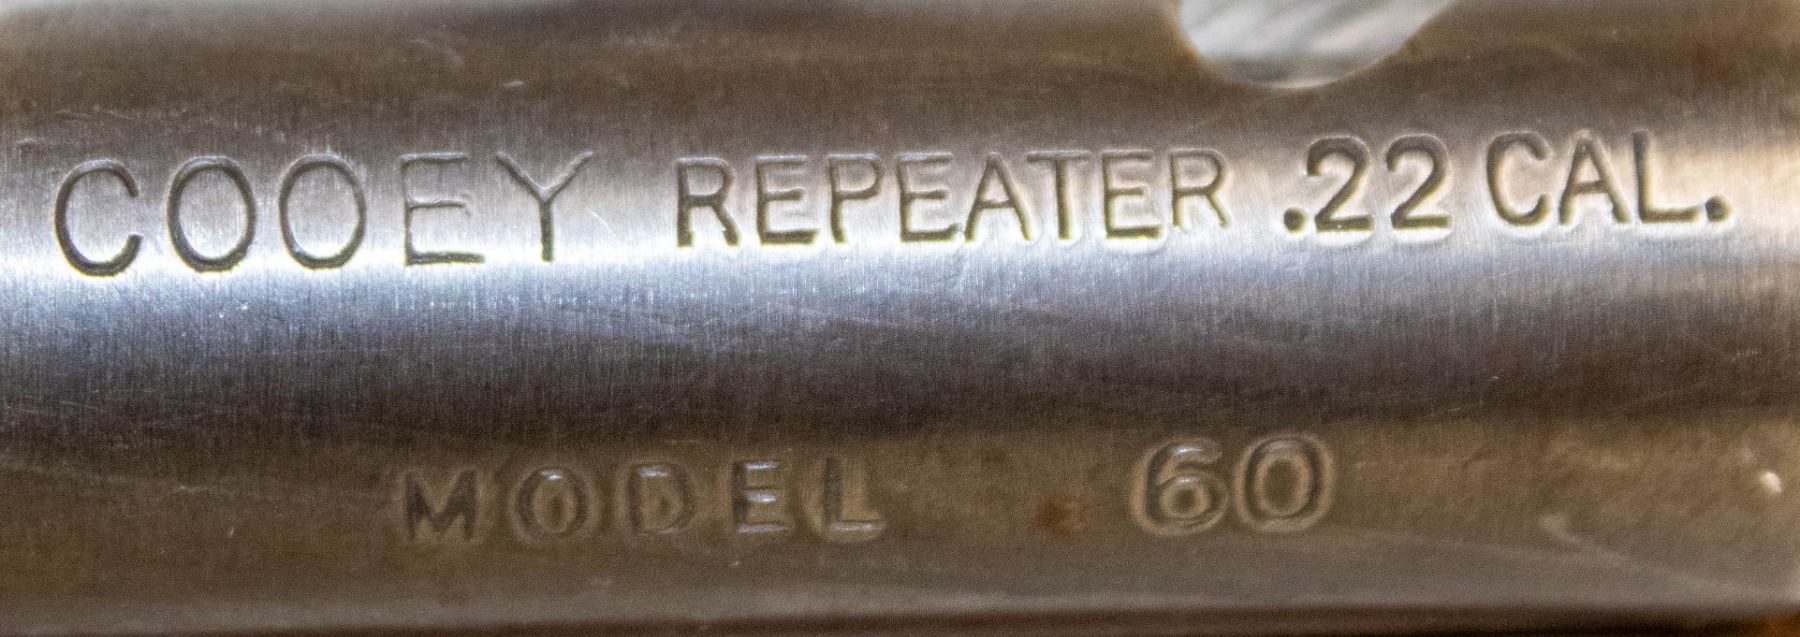 COOEY REPEATER .22 CAL.
MODEL 60